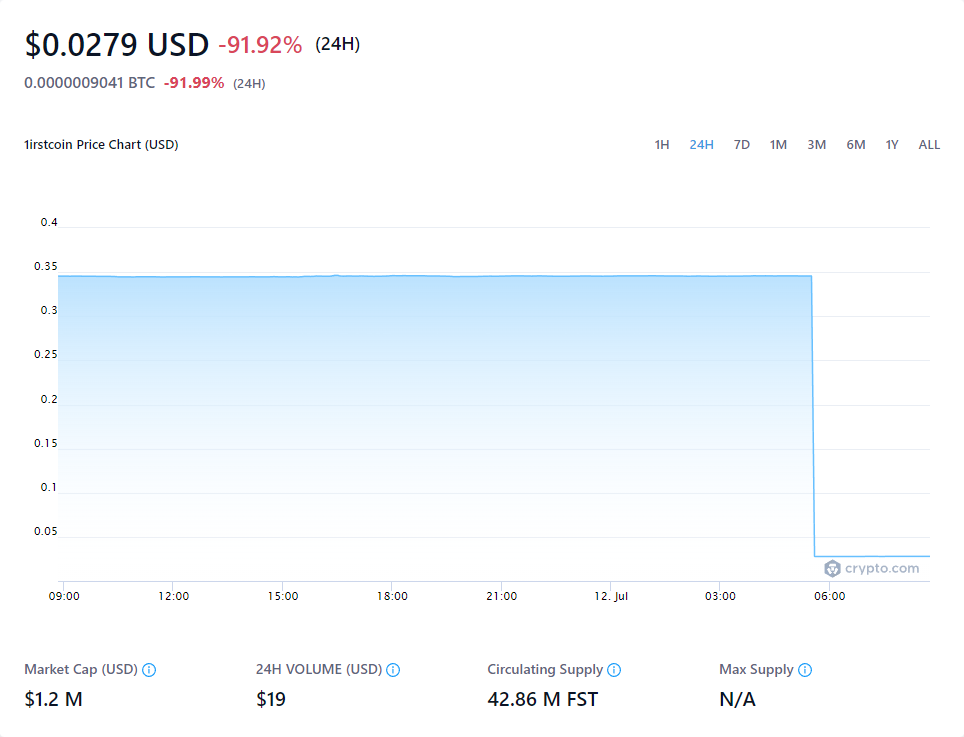 $0.0279 USD -91.92% (24H)
0.0000009041 BTC -91.99% (24H)
1irstcoin Price Chart (USD) 1H 24H 7D 1M 3M 6M 1Y ALL
0.4
0.35
0.3
0.25
0.2
0.15
0.1
0.05
crypto.com
09:00 12:00 15:00 18:00 21:00 12. Jul 03:00 06:00
Market Cap (USD) 24H VOLUME (USD) Circulating Supply Max Supply
$1.2 M $19 42.86 M FST N/A